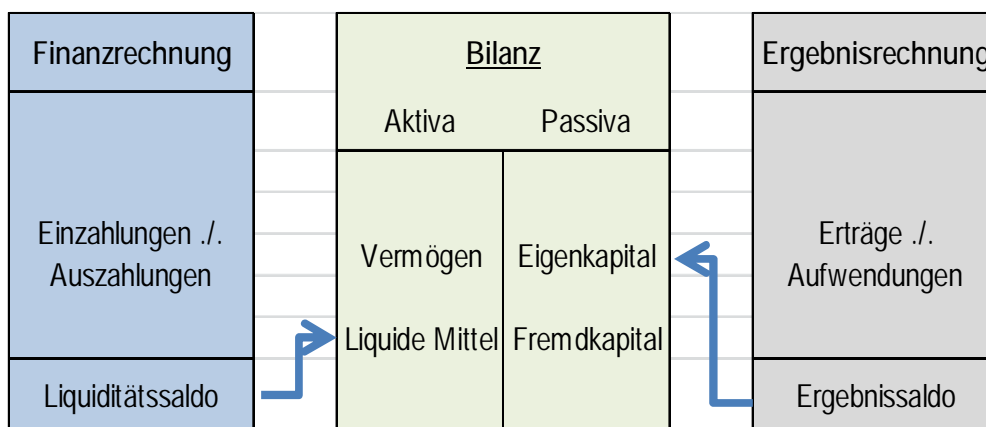 Finanzrechnung
Einzahlungen ./.
Auszahlungen
Liquiditätssaldo
Bilanz
Aktiva Passiva
Vermögen Eigenkapital
Liquide Mittel Fremdkapital
Ergebnisrechnung
Erträge ./.
Aufwendungen
Ergebnissaldo